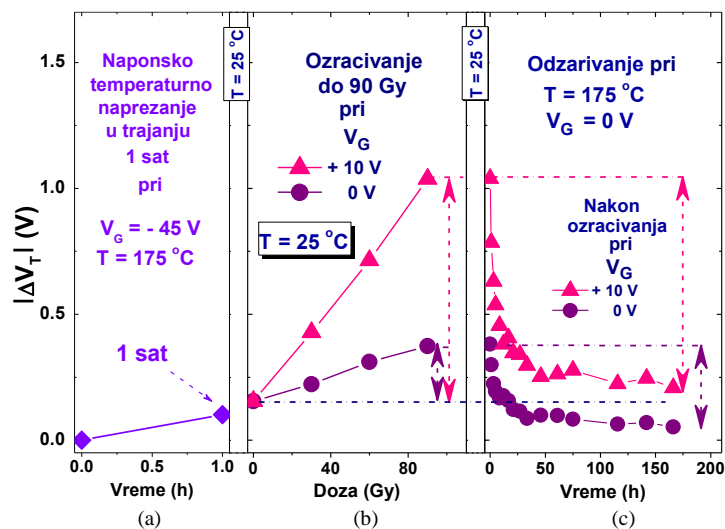 |ΔV_T| (V)
1.5
1.0
0.5
0.0
Naponsko
temperaturno
naprezanje
u trajanju
1 sat
pri
V_G = - 45 V
T = 175 °C
1 sat
0.0 0.5 1.0
Vreme (h)
(a)
T = 25 °C
Ozracivanje
do 90 Gy
pri
V_G
+ 10 V
0 V
T = 25 °C
0 40 80
Doza (Gy)
(b)
T = 25 °C
Odzarivanje pri
T = 175 °C
V_G = 0 V
Nakon
ozracivanja
pri
V_G
+ 10 V
0 V
0 50 100 150 200
Vreme (h)
(c)